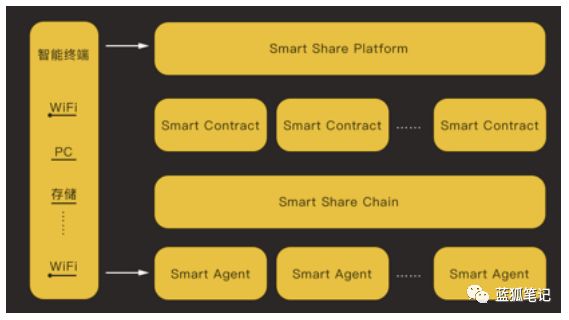 智能终端
WiFi
PC
存储
WiFi
Smart Share Platform
Smart Contract Smart Contract ...... Smart Contract
Smart Share Chain
Smart Agent Smart Agent ...... Smart Agent
蓝狐笔记